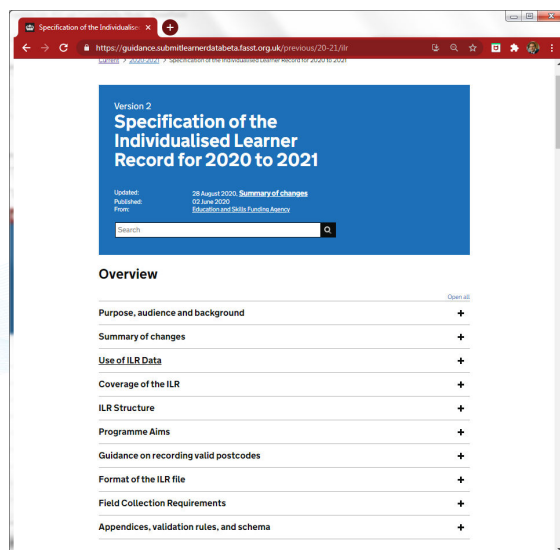 Specification of the Individualise
https://guidance.submitlearnerdatabeta.fasst.org.uk/previous/20-21/ilr
Current > 2020-2021 > Specification of the Individualised Learner Record for 2020 to 2021
Version 2
Specification of the
Individualised Learner
Record for 2020 to 2021
Updated: 28 August 2020, Summary of changes
Published: 02 June 2020
From: Education and Skills Funding Agency
Search
Overview
Open all
Purpose, audience and background +
Summary of changes +
Use of ILR Data +
Coverage of the ILR +
ILR Structure +
Programme Aims +
Guidance on recording valid postcodes +
Format of the ILR file +
Field Collection Requirements +
Appendices, validation rules, and schema +